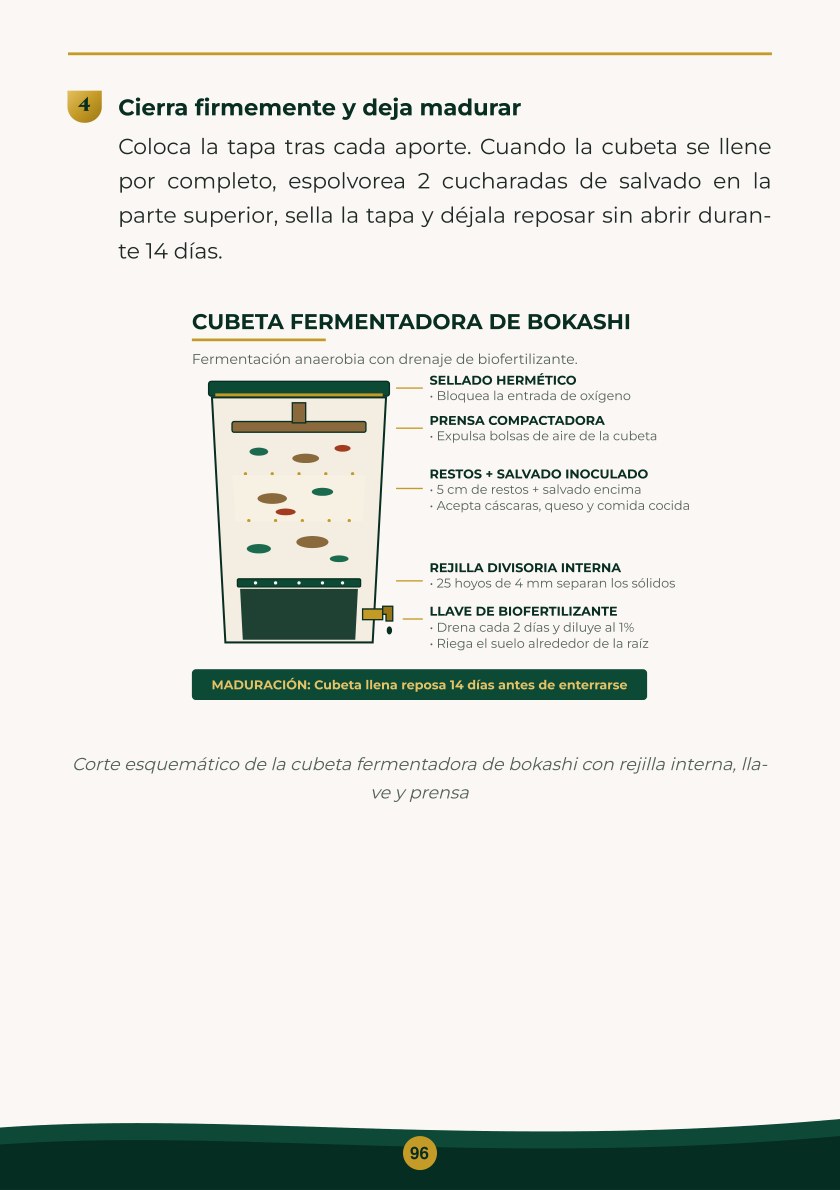 4
Cierra firmemente y deja madurar
Coloca la tapa tras cada aporte. Cuando la cubeta se llene
por completo, espolvorea 2 cucharadas de salvado en la
parte superior, sella la tapa y déjala reposar sin abrir duran-
te 14 días.
CUBETA FERMENTADORA DE BOKASHI
Fermentación anaerobia con drenaje de biofertilizante.
SELLADO HERMÉTICO
• Bloquea la entrada de oxígeno
PRENSA COMPACTADORA
• Expulsa bolsas de aire de la cubeta
RESTOS + SALVADO INOCULADO
• 5 cm de restos + salvado encima
• Acepta cáscaras, queso y comida cocida
REJILLA DIVISORIA INTERNA
• 25 hoyos de 4 mm separan los sólidos
LLAVE DE BIOFERTILIZANTE
• Drena cada 2 días y diluye al 1%
• Riega el suelo alrededor de la raíz
MADURACIÓN: Cubeta llena reposa 14 días antes de enterrarse
Corte esquemático de la cubeta fermentadora de bokashi con rejilla interna, lla-
ve y prensa
96